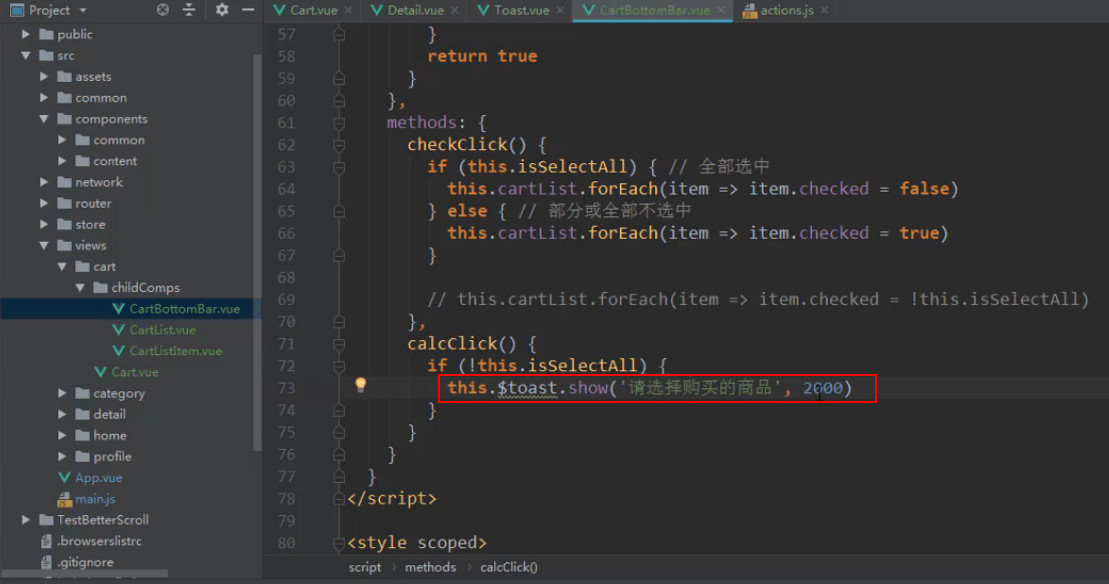 Project
Cart.vue
Detail.vue
Toast.vue
CartBottomBar.vue
actions.js
public
src
assets
common
components
common
content
network
router
store
views
cart
childComps
CartBottomBar.vue
CartList.vue
CartListItem.vue
Cart.vue
category
detail
home
profile
App.vue
main.js
TestBetterScroll
.browserslistrc
.gitignore
57 }
58 return true
59 }
60 },
61 methods: {
62 checkClick() {
63 if (this.isSelectAll) { // 全部选中
64 this.cartList.forEach(item => item.checked = false)
65 } else { // 部分或全部不选中
66 this.cartList.forEach(item => item.checked = true)
67 }
68
69 // this.cartList.forEach(item => item.checked = !this.isSelectAll)
70 },
71 calcClick() {
72 if (!this.isSelectAll) {
73 this.$toast.show('请选择购买的商品', 2000)
74 }
75 }
76 }
77 }
78 </script>
79
80 <style scoped>
script › methods › calcClick()